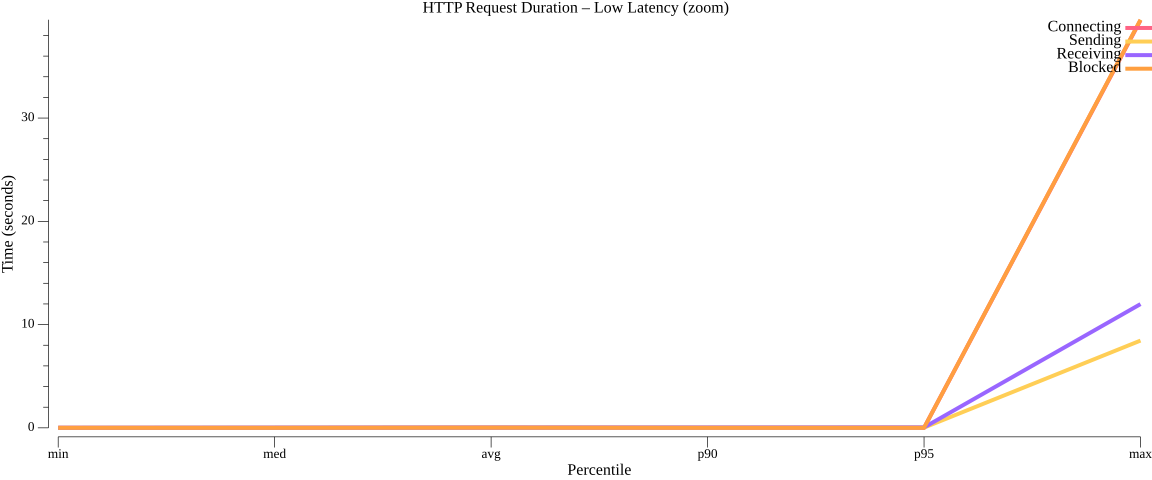 HTTP Request Duration – Low Latency (zoom)
Connecting
Sending
Receiving
Blocked
Time (seconds)
30
20
10
0
min
med
avg
p90
p95
max
Percentile